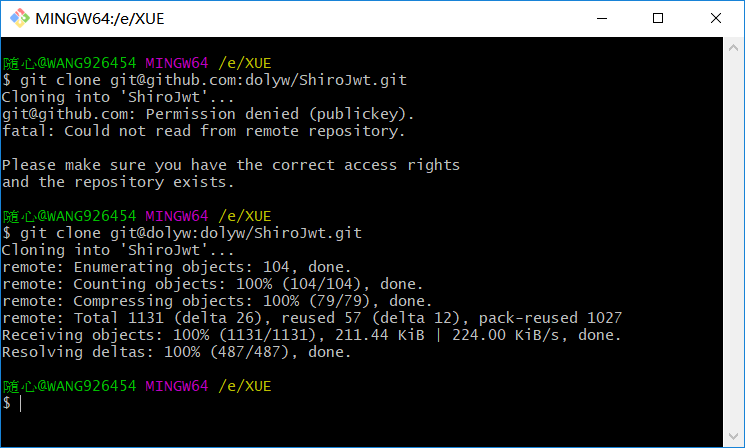 MINGW64:/e/XUE
随心@WANG926454 MINGW64 /e/XUE
$ git clone git@github.com:dolyw/ShiroJwt.git
Cloning into 'ShiroJwt'...
git@github.com: Permission denied (publickey).
fatal: Could not read from remote repository.
Please make sure you have the correct access rights
and the repository exists.
随心@WANG926454 MINGW64 /e/XUE
$ git clone git@dolyw:dolyw/ShiroJwt.git
Cloning into 'ShiroJwt'...
remote: Enumerating objects: 104, done.
remote: Counting objects: 100% (104/104), done.
remote: Compressing objects: 100% (79/79), done.
remote: Total 1131 (delta 26), reused 57 (delta 12), pack-reused 1027
Receiving objects: 100% (1131/1131), 211.44 KiB | 224.00 KiB/s, done.
Resolving deltas: 100% (487/487), done.
随心@WANG926454 MINGW64 /e/XUE
$